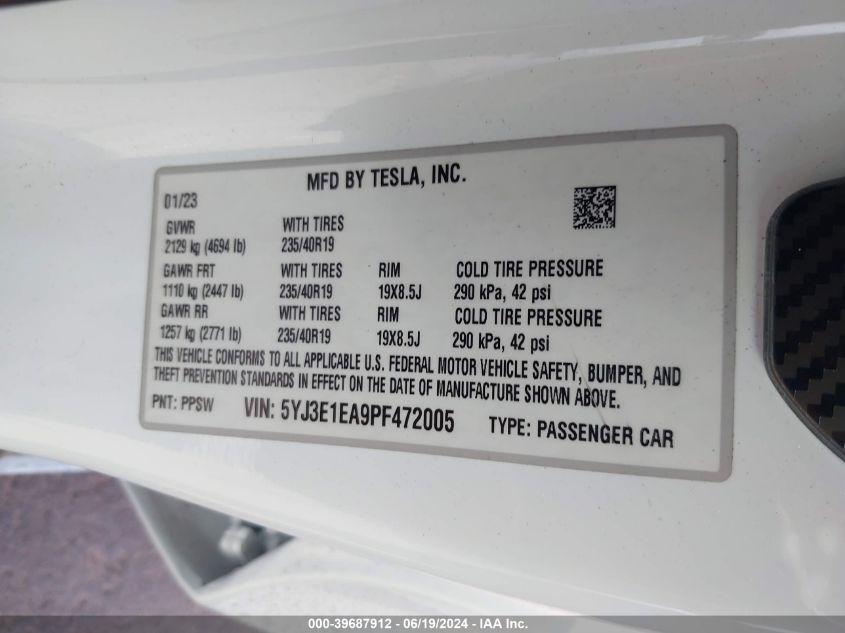 MFD BY TESLA, INC.
01/23
GVWR WITH TIRES
2129 kg (4694 lb) 235/40R19
GAWR FRT WITH TIRES RIM COLD TIRE PRESSURE
1110 kg (2447 lb) 235/40R19 19X8.5J 290 kPa, 42 psi
GAWR RR WITH TIRES RIM COLD TIRE PRESSURE
1257 kg (2771 lb) 235/40R19 19X8.5J 290 kPa, 42 psi
THIS VEHICLE CONFORMS TO ALL APPLICABLE U.S. FEDERAL MOTOR VEHICLE SAFETY, BUMPER, AND
THEFT PREVENTION STANDARDS IN EFFECT ON THE DATE OF MANUFACTURE SHOWN ABOVE.
PNT: PPSW VIN: 5YJ3E1EA9PF472005 TYPE: PASSENGER CAR
000-39687912 - 06/19/2024 - IAA Inc.